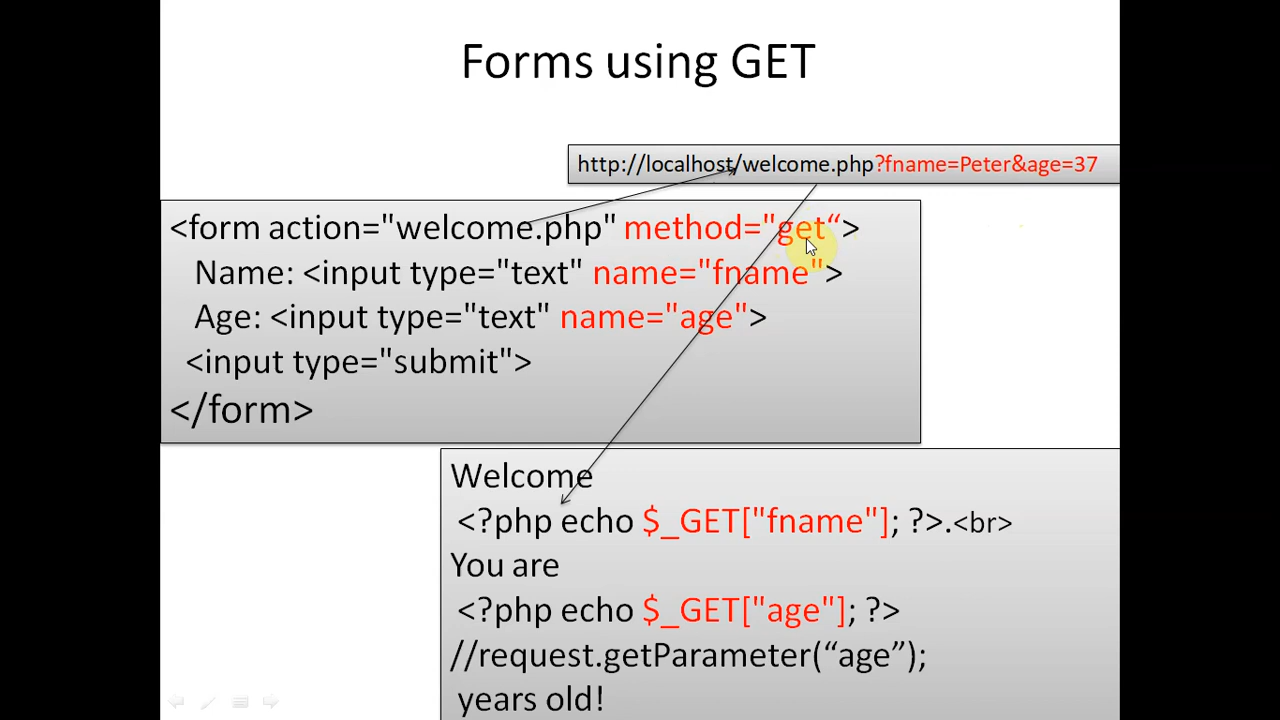 Forms using GET
http://localhost/welcome.php?fname=Peter&age=37
<form action="welcome.php" method="get“>
Name: <input type="text" name="fname">
Age: <input type="text" name="age">
<input type="submit">
</form>
Welcome
<?php echo $_GET["fname"]; ?>.<br>
You are
<?php echo $_GET["age"]; ?>
//request.getParameter(“age”);
years old!